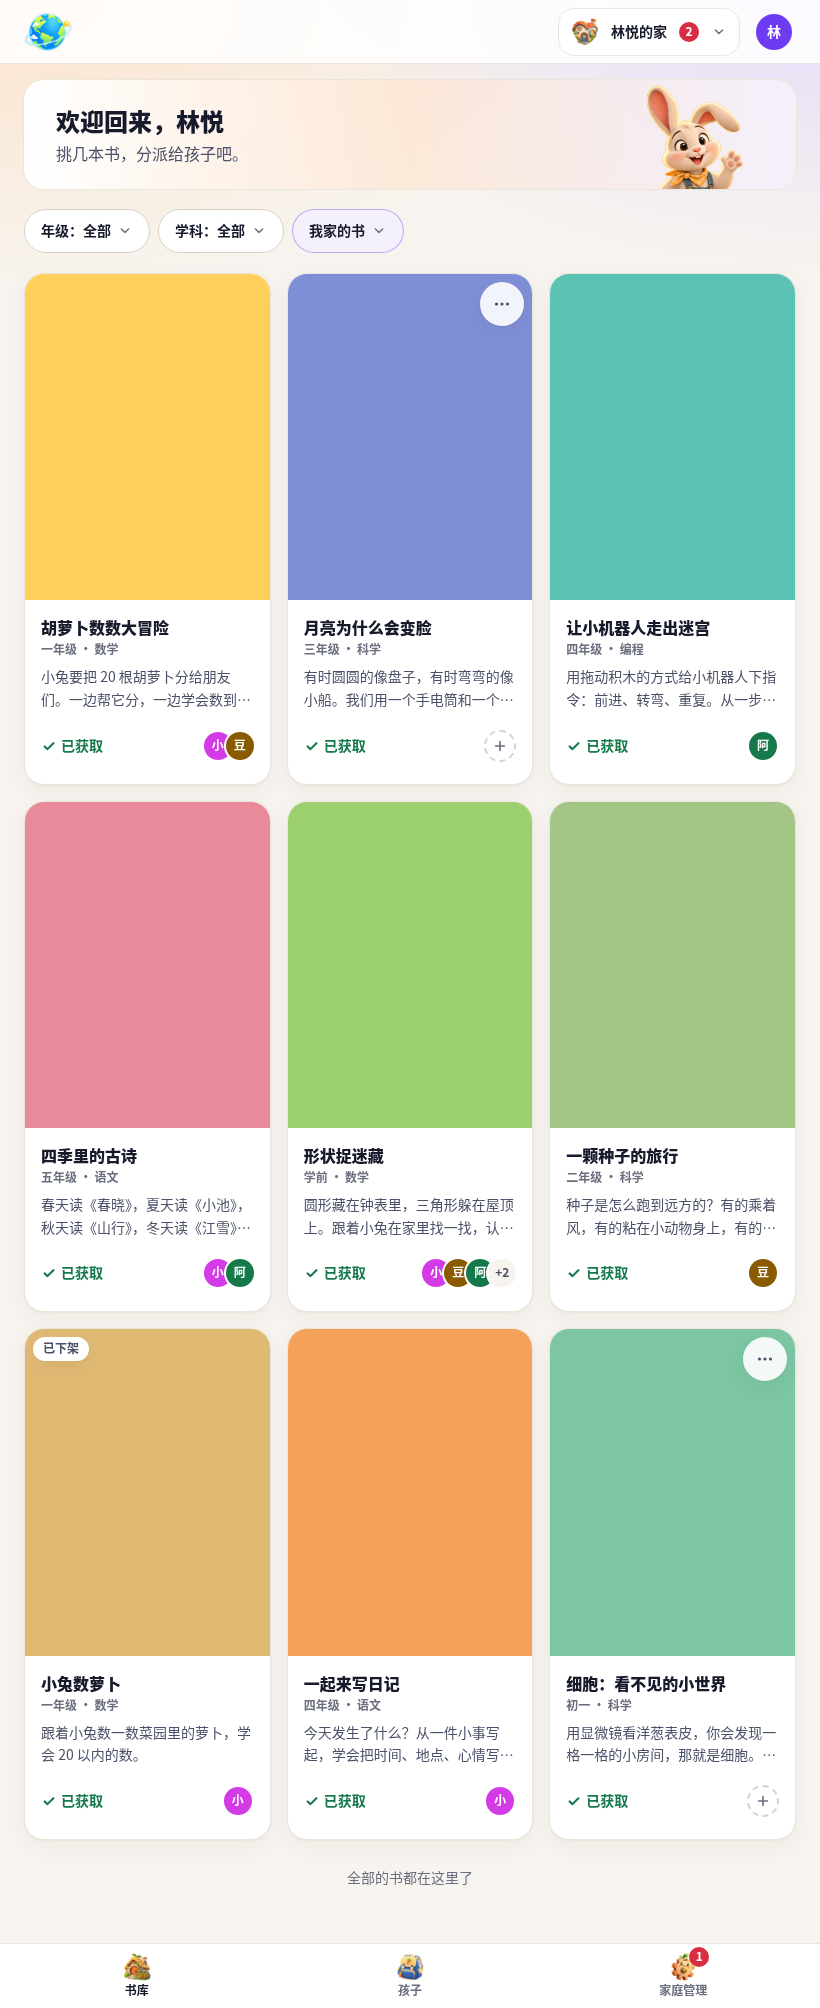 林悦的家
2
林
欢迎回来，林悦
挑几本书，分派给孩子吧。
年级：全部
学科：全部
我家的书
胡萝卜数数大冒险
一年级 · 数学
小兔要把 20 根胡萝卜分给朋友
们。一边帮它分，一边学会数到…
已获取
小
豆
月亮为什么会变脸
三年级 · 科学
有时圆圆的像盘子，有时弯弯的像
小船。我们用一个手电筒和一个…
已获取
让小机器人走出迷宫
四年级 · 编程
用拖动积木的方式给小机器人下指
令：前进、转弯、重复。从一步…
已获取
阿
四季里的古诗
五年级 · 语文
春天读《春晓》，夏天读《小池》，
秋天读《山行》，冬天读《江雪》…
已获取
小
阿
形状捉迷藏
学前 · 数学
圆形藏在钟表里，三角形躲在屋顶
上。跟着小兔在家里找一找，认…
已获取
小
豆
阿
+2
一颗种子的旅行
二年级 · 科学
种子是怎么跑到远方的？有的乘着
风，有的粘在小动物身上，有的…
已获取
豆
已下架
小兔数萝卜
一年级 · 数学
跟着小兔数一数菜园里的萝卜，学
会 20 以内的数。
已获取
小
一起来写日记
四年级 · 语文
今天发生了什么？从一件小事写
起，学会把时间、地点、心情写…
已获取
小
细胞：看不见的小世界
初一 · 科学
用显微镜看洋葱表皮，你会发现一
格一格的小房间，那就是细胞。…
已获取
全部的书都在这里了
书库
孩子
1
家庭管理